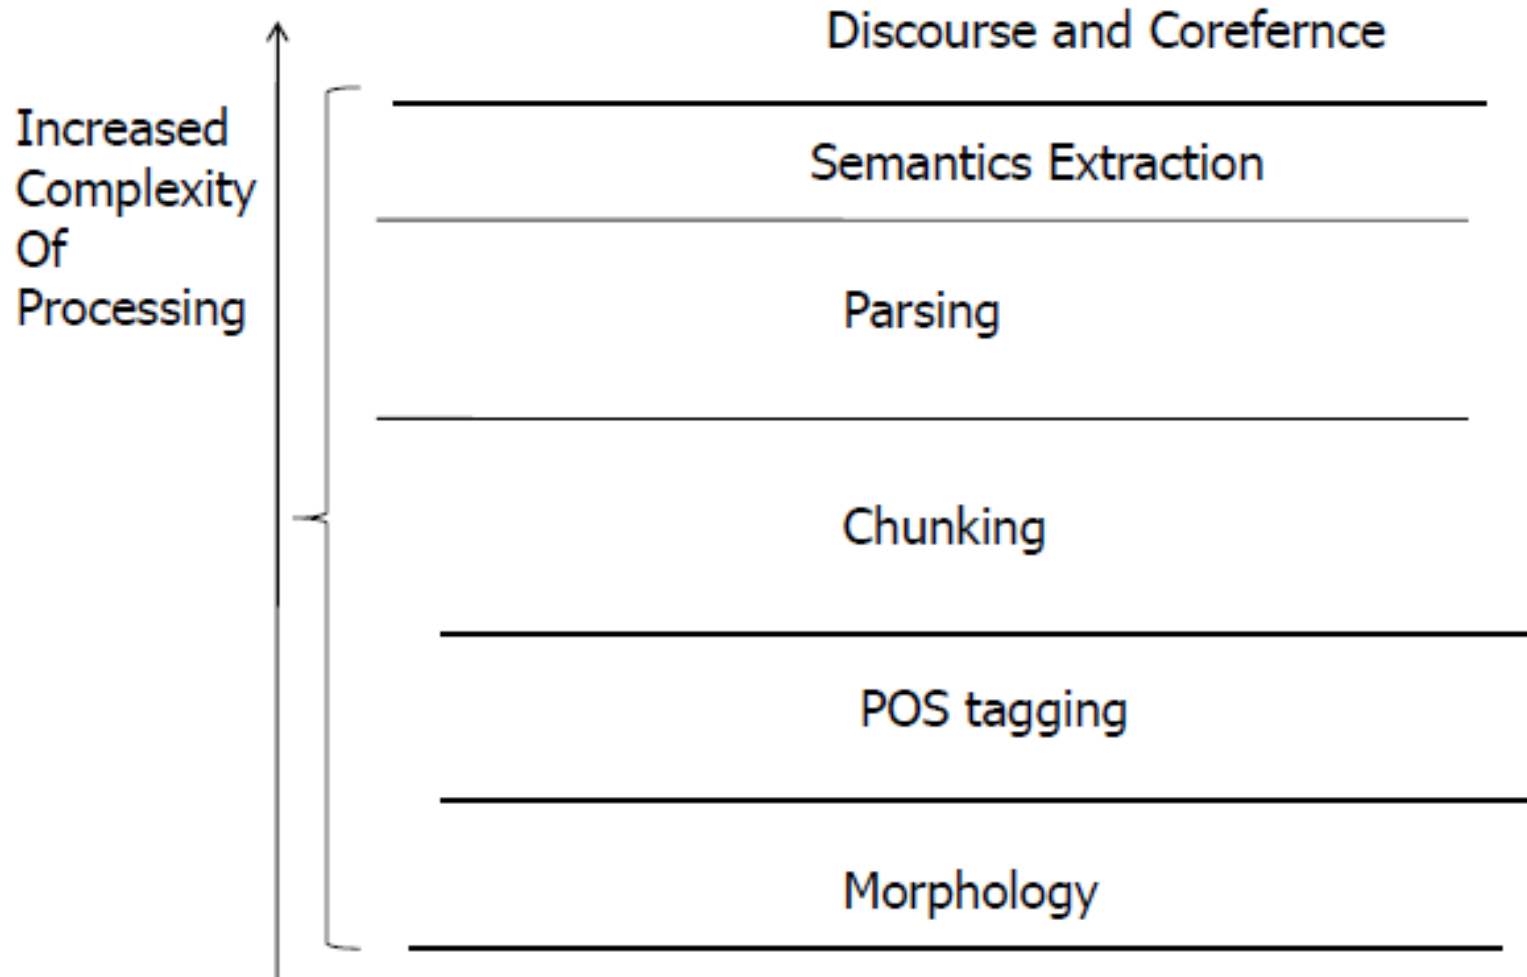 Discourse and Corefernce
Increased
Complexity
Of
Processing
Semantics Extraction
Parsing
Chunking
POS tagging
Morphology